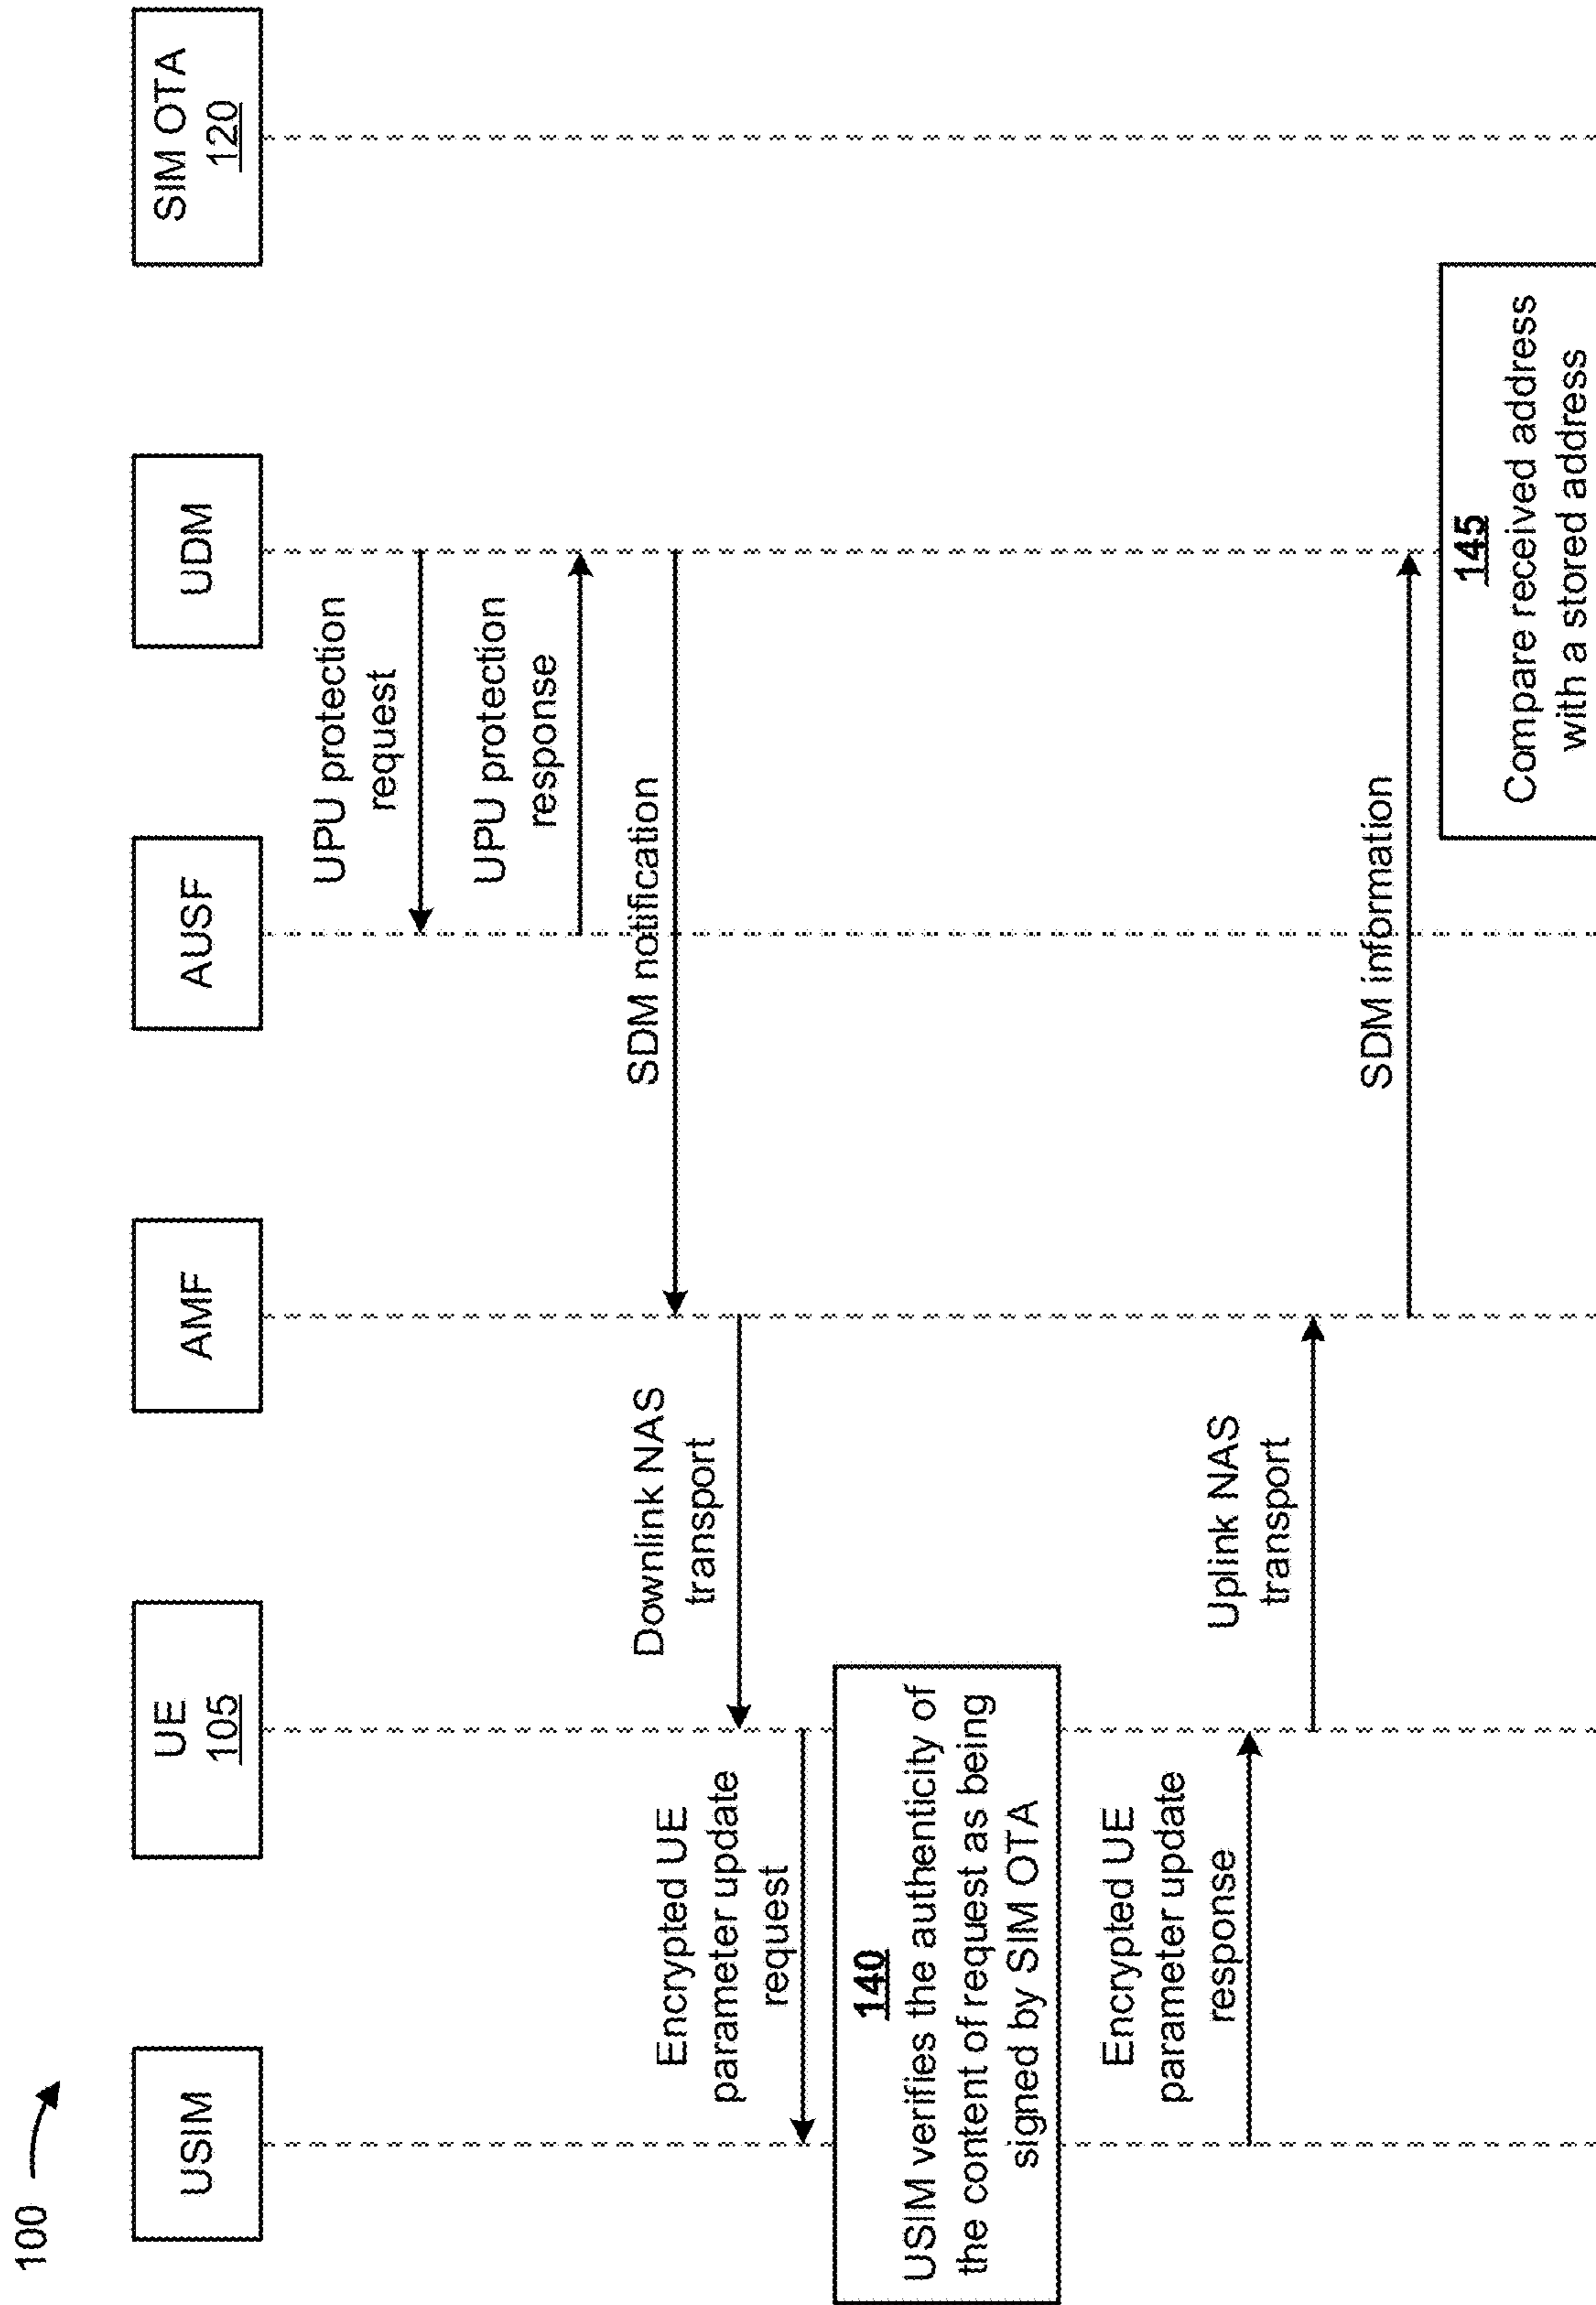 100
USIM
UE
105
AMF
AUSF
UDM
SIM OTA
120
UPU protection
request
UPU protection
response
SDM notification
Downlink NAS
transport
Encrypted UE
parameter update
request
140
USIM verifies the authenticity of
the content of request as being
signed by SIM OTA
Encrypted UE
parameter update
response
Uplink NAS
transport
SDM information
145
Compare received address
with a stored address